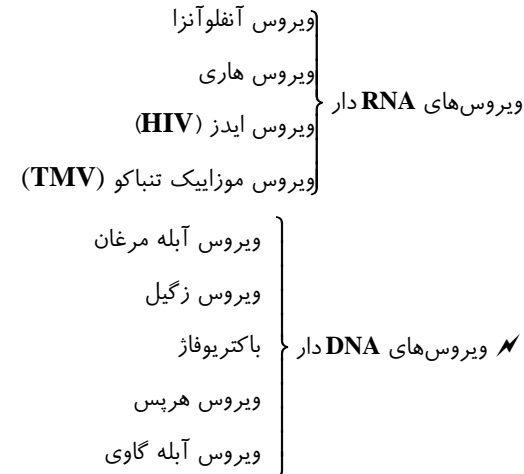 ویروس آنفلوآنزا
ویروس هاری
ویروس‌های RNA دار
ویروس ایدز (HIV)
ویروس موزاییک تنباکو (TMV)
ویروس آبله مرغان
ویروس زگیل
ویروس‌های DNA دار باکتریوفاژ
ویروس هرپس
ویروس آبله گاوی